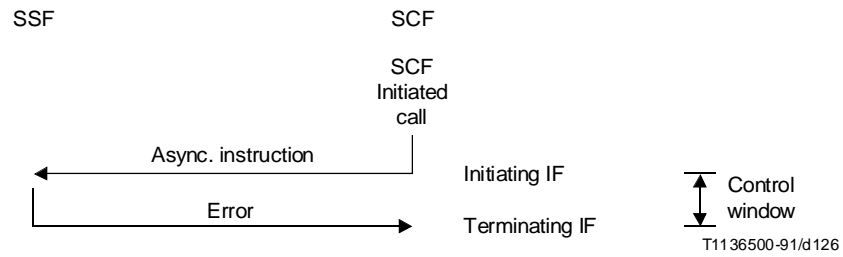 SSF SCF
SCF
Initiated
call
Async. instruction
Initiating IF
Control
window
Error
Terminating IF
T1136500-91/d126